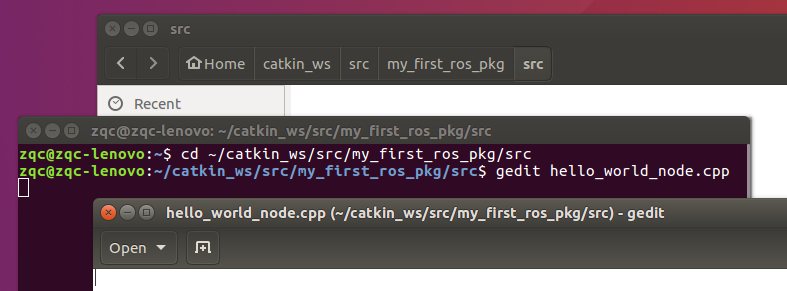 src
Home catkin_ws src my_first_ros_pkg src
Recent
zqc@zqc-lenovo: ~/catkin_ws/src/my_first_ros_pkg/src
zqc@zqc-lenovo:~$ cd ~/catkin_ws/src/my_first_ros_pkg/src
zqc@zqc-lenovo:~/catkin_ws/src/my_first_ros_pkg/src$ gedit hello_world_node.cpp
hello_world_node.cpp (~/catkin_ws/src/my_first_ros_pkg/src) - gedit
Open